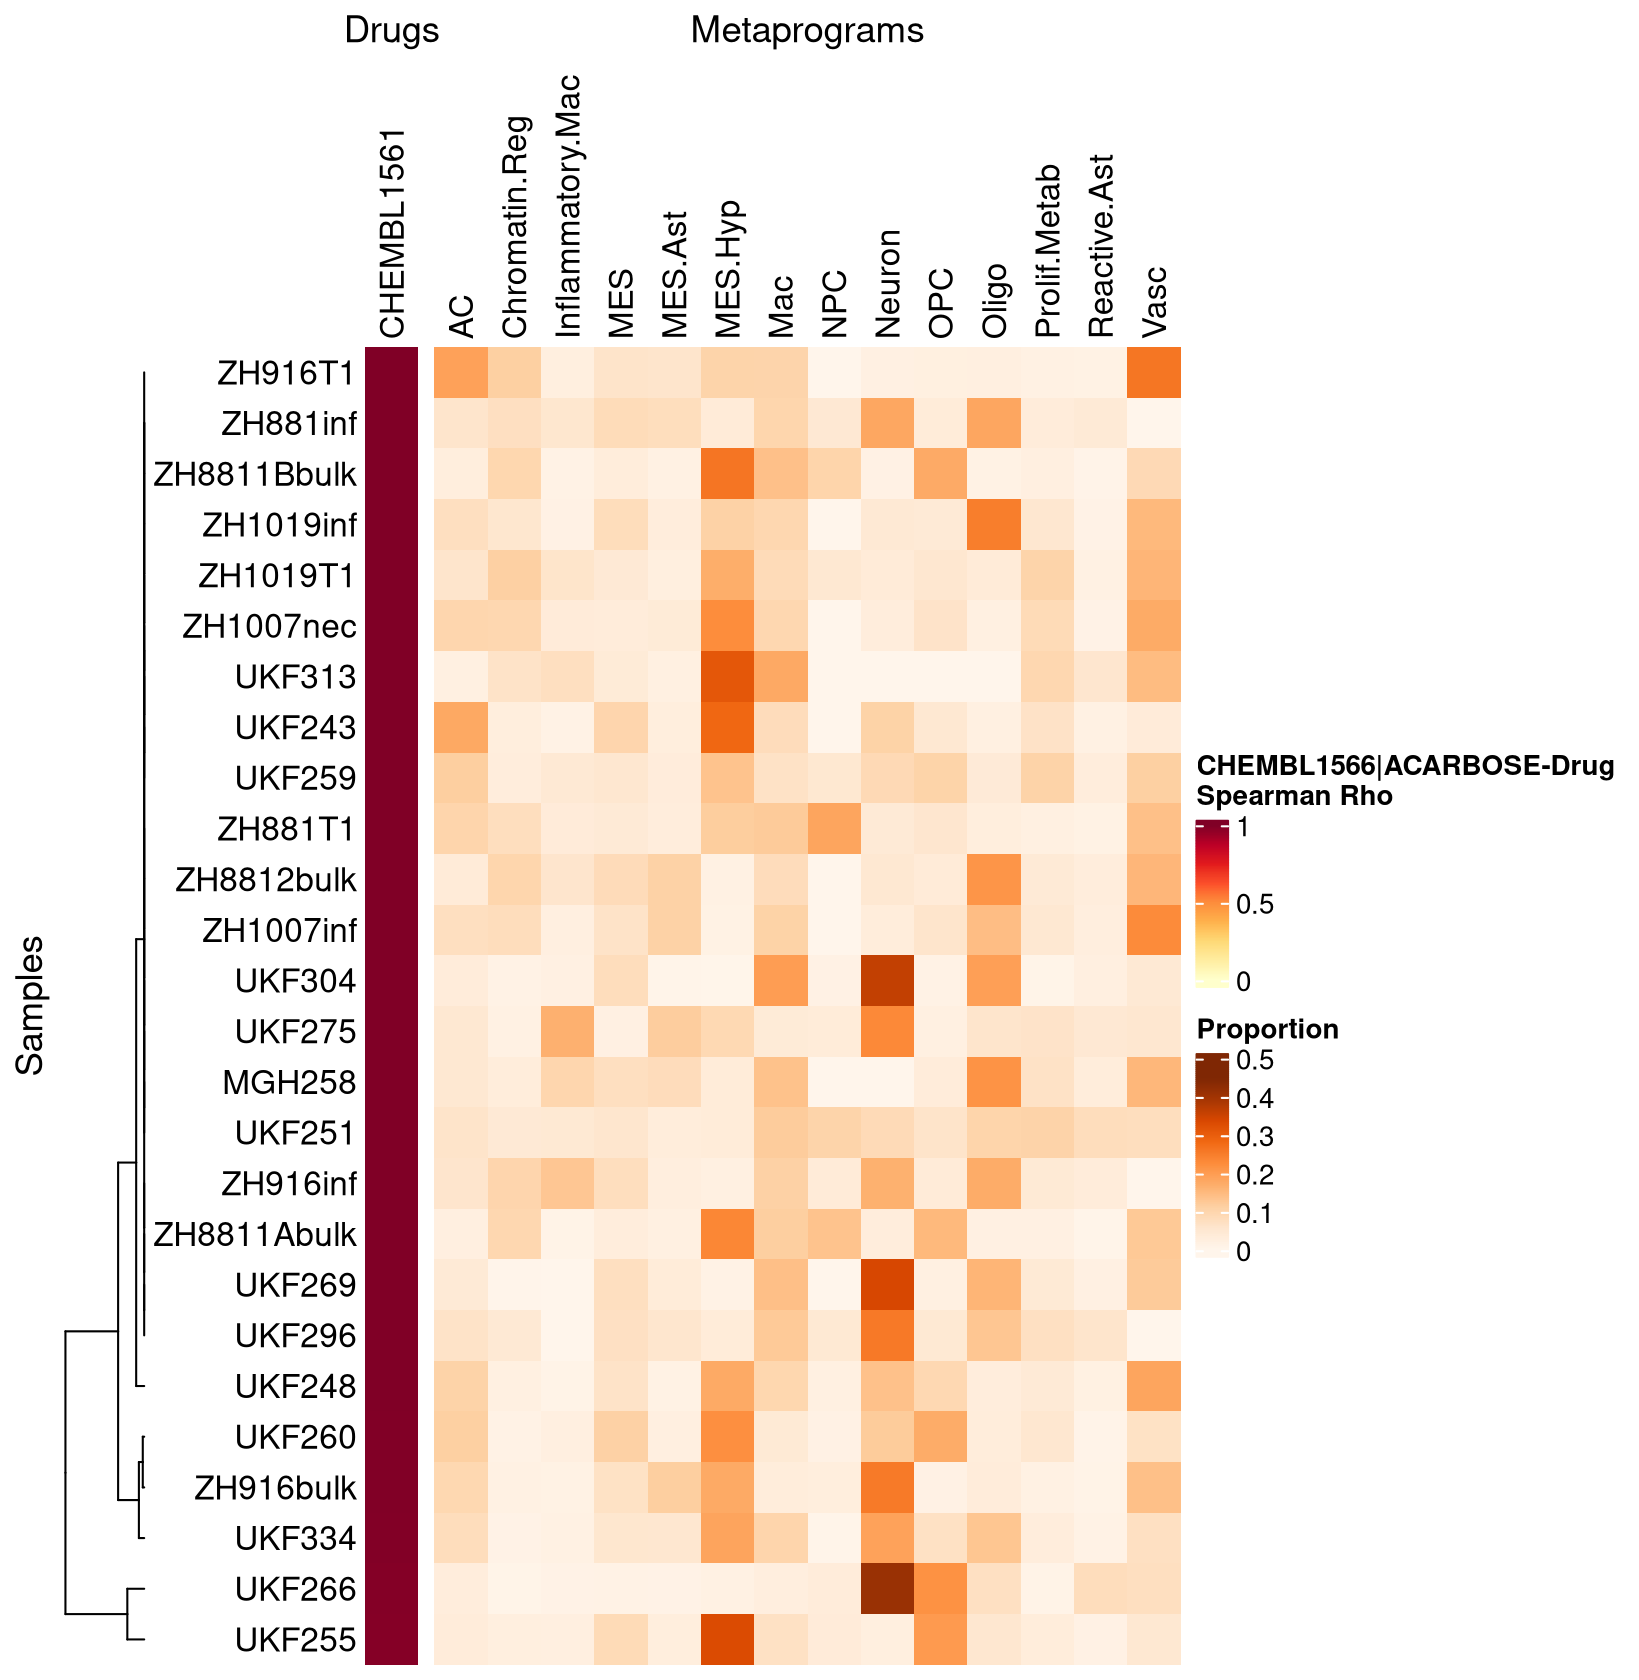 Drugs Metaprograms
CHEMBL1561 AC Chromatin.Reg Inflammatory.Mac MES MES.Ast MES.Hyp Mac NPC Neuron OPC Oligo Prolif.Metab Reactive.Ast Vasc
Samples
ZH916T1
ZH881inf
ZH8811Bbulk
ZH1019inf
ZH1019T1
ZH1007nec
UKF313
UKF243
UKF259
ZH881T1
ZH8812bulk
ZH1007inf
UKF304
UKF275
MGH258
UKF251
ZH916inf
ZH8811Abulk
UKF269
UKF296
UKF248
UKF260
ZH916bulk
UKF334
UKF266
UKF255
CHEMBL1566|ACARBOSE-Drug
Spearman Rho
1
0.5
0
Proportion
0.5
0.4
0.3
0.2
0.1
0